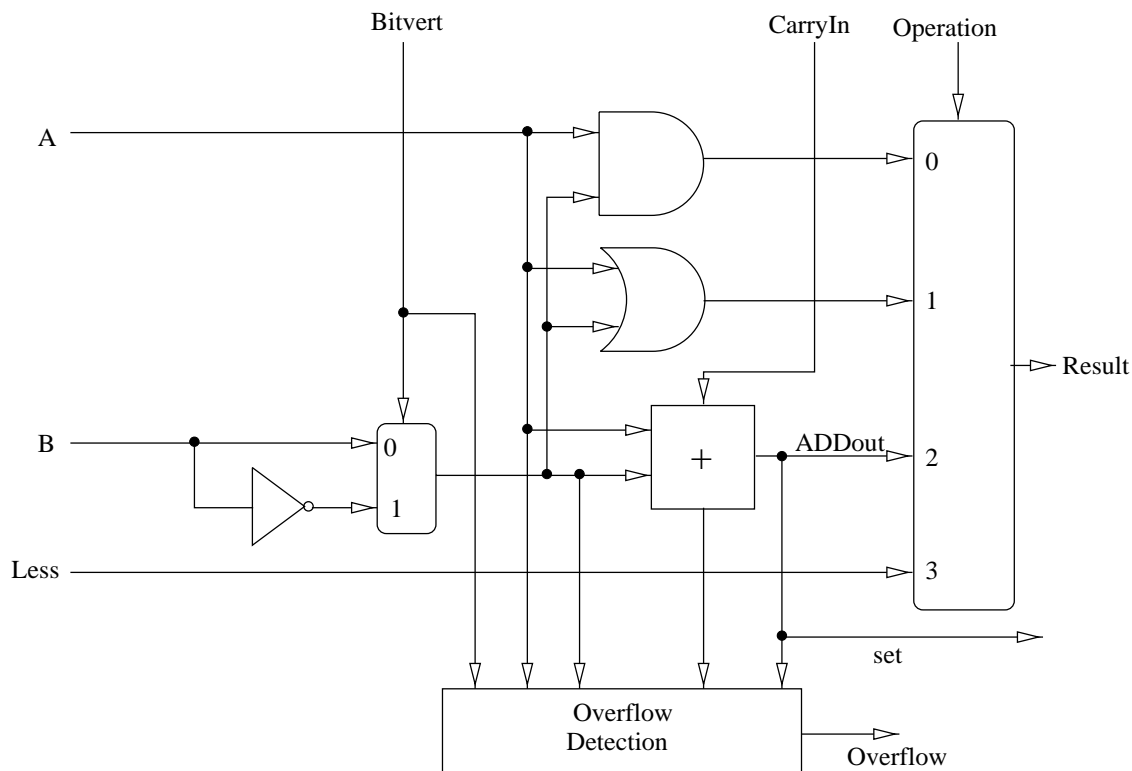 Bitvert
CarryIn
Operation
A
0
1
Result
B
0
+
ADDout
2
1
Less
3
set
Overflow
Detection
Overflow